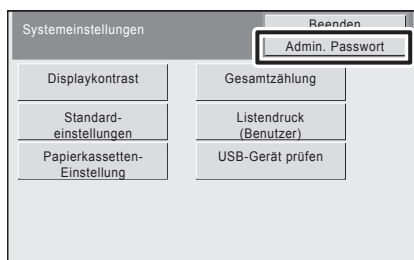 Systemeinstellungen
Beenden
Admin. Passwort
Displaykontrast
Gesamtzählung
Standard-
einstellungen
Listendruck
(Benutzer)
Papierkassetten-
Einstellung
USB-Gerät prüfen